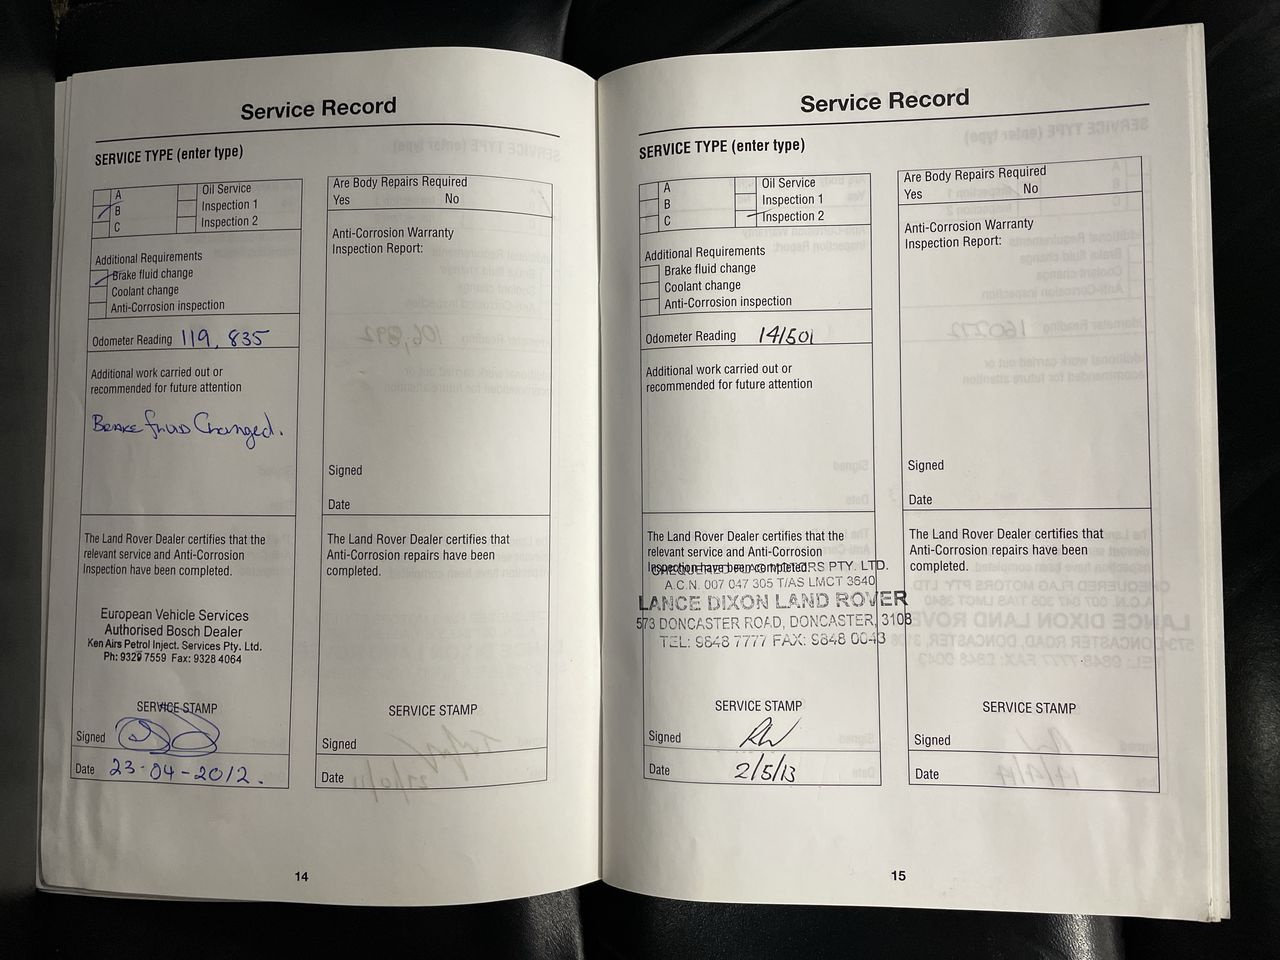 Service Record
SERVICE TYPE (enter type)
A
B
C
Oil Service
Inspection 1
Inspection 2
Additional Requirements
Brake fluid change
Coolant change
Anti-Corrosion inspection
Odometer Reading 119,835
Additional work carried out or
recommended for future attention
Brake fluid Changed.
The Land Rover Dealer certifies that the
relevant service and Anti-Corrosion
Inspection have been completed.
European Vehicle Services
Authorised Bosch Dealer
Ken Airs Petrol Inject. Services Pty. Ltd.
Ph: 9329 7559 Fax: 9328 4064
SERVICE STAMP
Signed
Date 23-04-2012.
Are Body Repairs Required
Yes No
Anti-Corrosion Warranty
Inspection Report:
Signed
Date
The Land Rover Dealer certifies that
Anti-Corrosion repairs have been
completed.
SERVICE STAMP
Signed
Date
14
Service Record
SERVICE TYPE (enter type)
A
B
C
Oil Service
Inspection 1
Inspection 2
Additional Requirements
Brake fluid change
Coolant change
Anti-Corrosion inspection
Odometer Reading 141501
Additional work carried out or
recommended for future attention
The Land Rover Dealer certifies that the
relevant service and Anti-Corrosion
Inspection have been completed.
CHEQUERED FLAG MOTORS PTY. LTD.
A.C.N. 007 047 305 T/AS LMCT 3640
LANCE DIXON LAND ROVER
573 DONCASTER ROAD, DONCASTER, 3108
TEL: 9848 7777 FAX: 9848 0043
SERVICE STAMP
Signed
Date 2/5/13
Are Body Repairs Required
Yes No
Anti-Corrosion Warranty
Inspection Report:
Signed
Date
The Land Rover Dealer certifies that
Anti-Corrosion repairs have been
completed.
SERVICE STAMP
Signed
Date
15